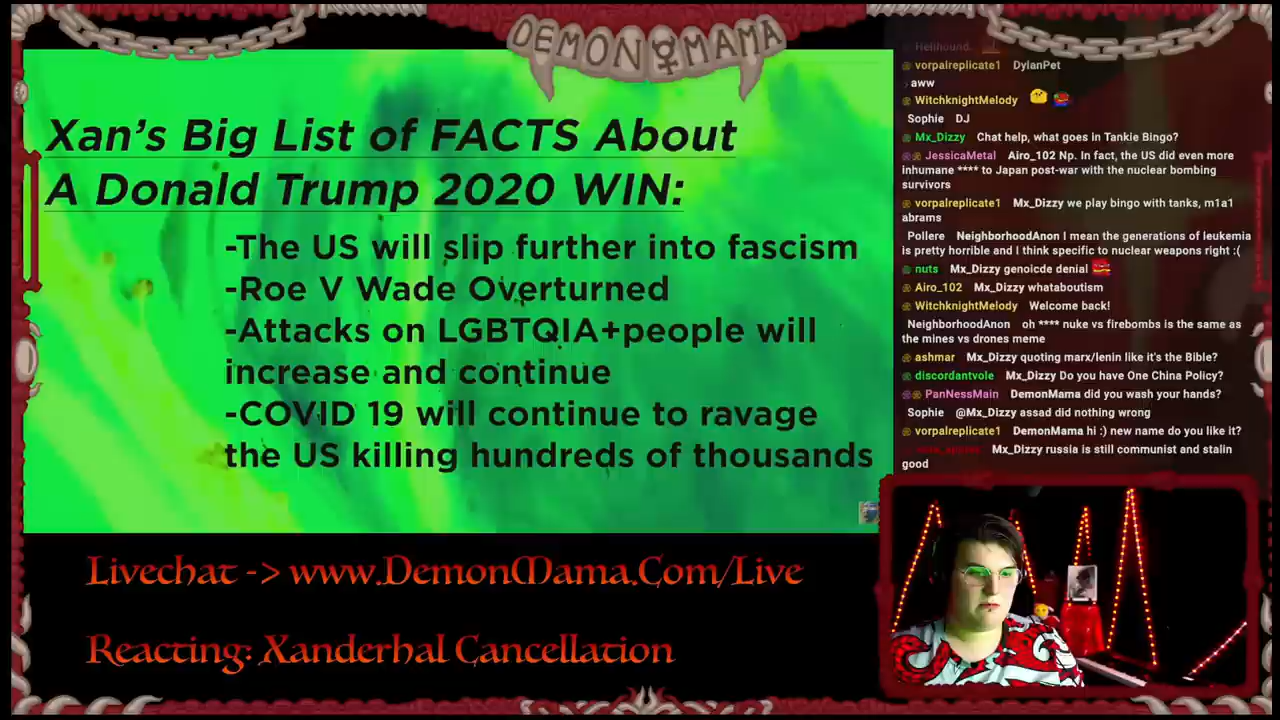 DEMON MAMA
Xan's Big List of FACTS About
A Donald Trump 2020 WIN:
-The US will slip further into fascism
-Roe V Wade Overturned
-Attacks on LGBTQIA+people will
increase and continue
-COVID 19 will continue to ravage
the US killing hundreds of thousands
Hellhound.
vorpalreplicate1 DylanPet
aww
WitchknightMelody
Sophie DJ
Mx_Dizzy Chat help, what goes in Tankie Bingo?
JessicaMetal Airo_102 Np. In fact, the US did even more
inhumane **** to Japan post-war with the nuclear bombing
survivors
vorpalreplicate1 Mx_Dizzy we play bingo with tanks, m1a1
abrams
Pollere NeighborhoodAnon I mean the generations of leukemia
is pretty horrible and I think specific to nuclear weapons right :(
nuts Mx_Dizzy genoicde denial
Airo_102 Mx_Dizzy whataboutism
WitchknightMelody Welcome back!
NeighborhoodAnon oh **** nuke vs firebombs is the same as
the mines vs drones meme
ashmar Mx_Dizzy quoting marx/lenin like it's the Bible?
discordantvole Mx_Dizzy Do you have One China Policy?
PanNessMain DemonMama did you wash your hands?
Sophie @Mx_Dizzy assad did nothing wrong
vorpalreplicate1 DemonMama hi :) new name do you like it?
Mx_Dizzy russia is still communist and stalin
good
Livechat -> www.DemonMama.Com/Live
Reacting: Xanderhal Cancellation